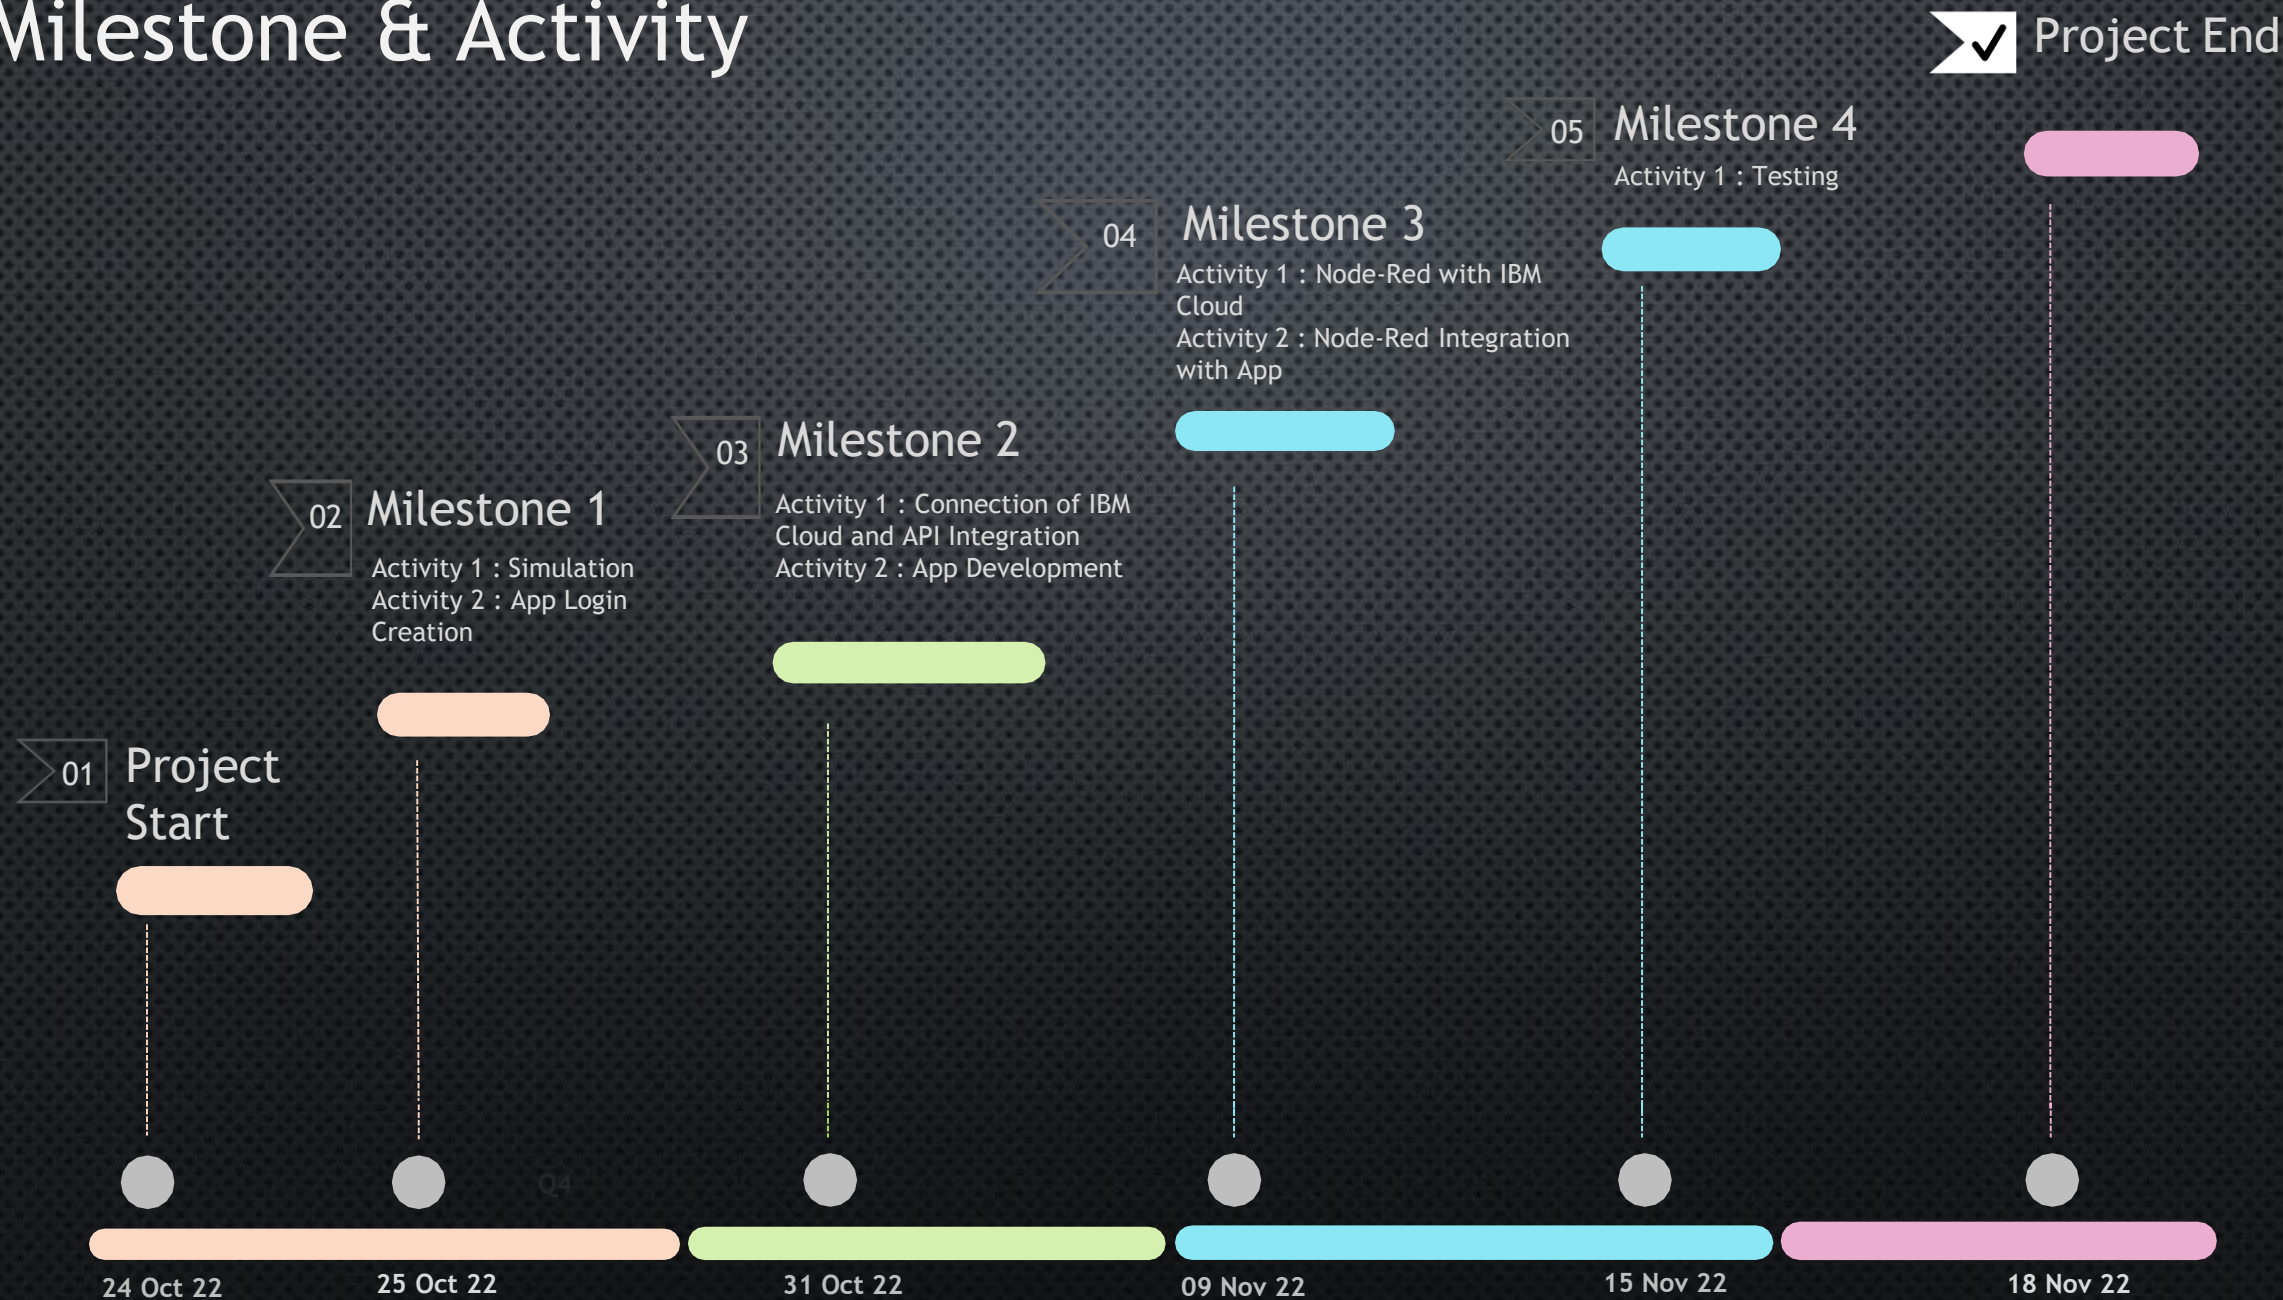 Milestone & Activity
Project End
05
Milestone 4
Activity 1 : Testing
04
Milestone 3
Activity 1 : Node-Red with IBM
Cloud
Activity 2 : Node-Red Integration
with App
03
Milestone 2
Activity 1 : Connection of IBM
Cloud and API Integration
Activity 2 : App Development
02
Milestone 1
Activity 1 : Simulation
Activity 2 : App Login
Creation
01
Project
Start
Q4
24 Oct 22
25 Oct 22
31 Oct 22
09 Nov 22
15 Nov 22
18 Nov 22